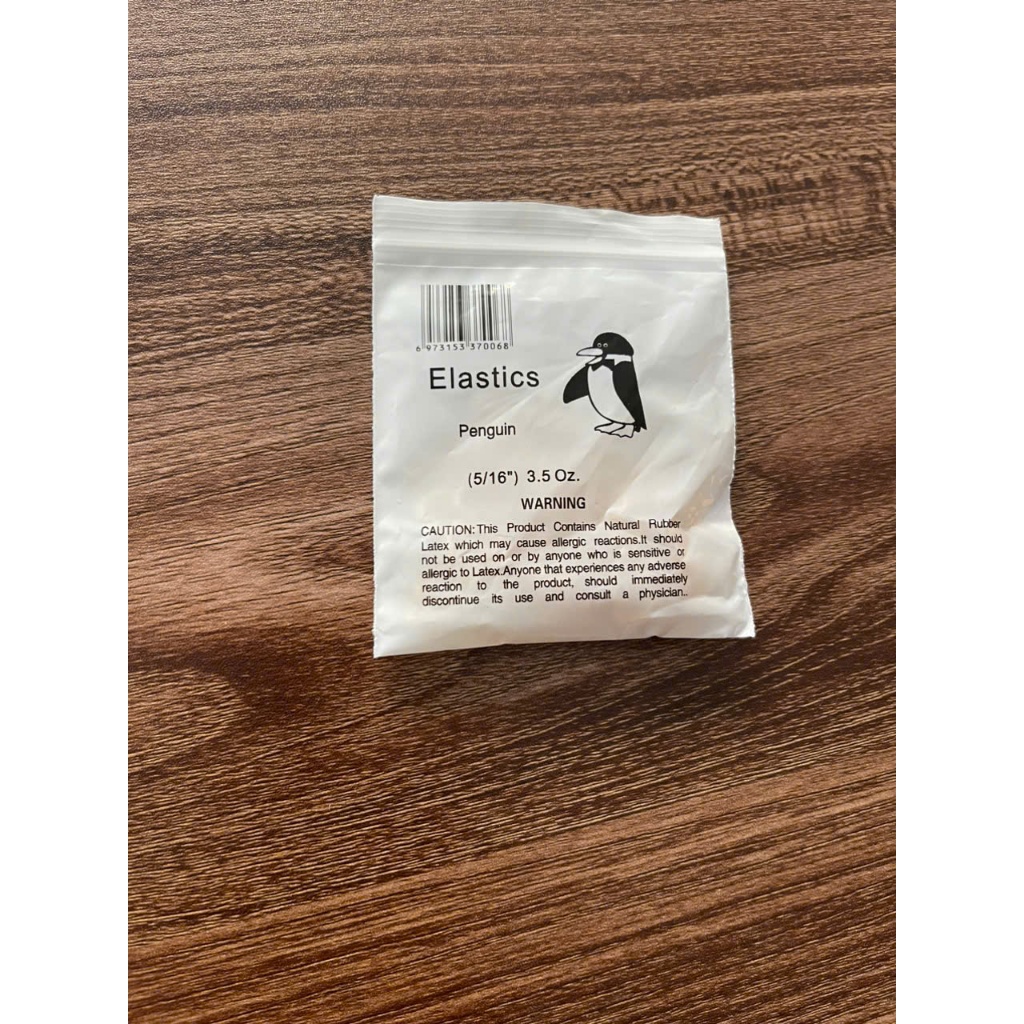 6 973153 370068
Elastics
Penguin
(5/16") 3.5 Oz.
WARNING
CAUTION:This Product Contains Natural Rubber
Latex which may cause allergic reactions.It should
not be used on or by anyone who is sensitive or
allergic to Latex.Anyone that experiences any adverse
reaction to the product, should immediately
discontinue its use and consult a physician..